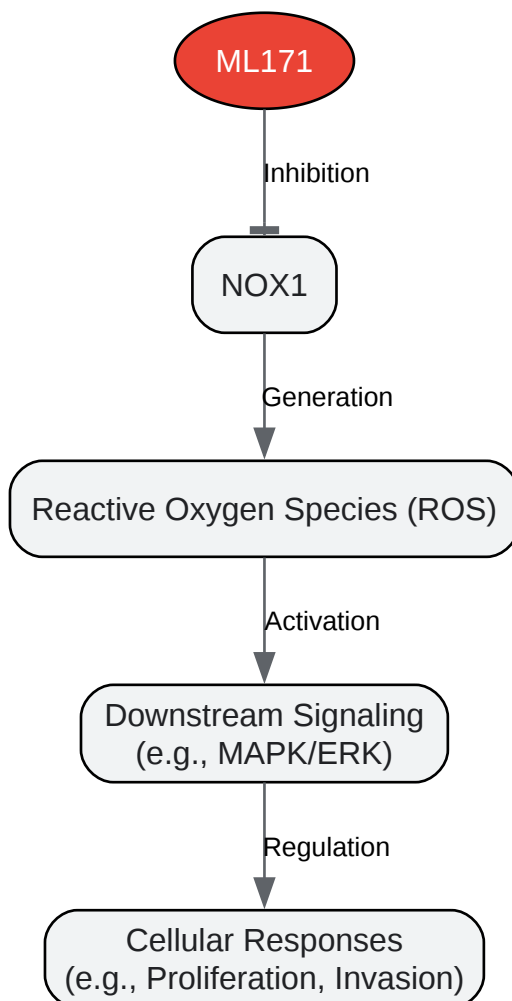 ML171
Inhibition
NOX1
Generation
Reactive Oxygen Species (ROS)
Activation
Downstream Signaling
(e.g., MAPK/ERK)
Regulation
Cellular Responses
(e.g., Proliferation, Invasion)